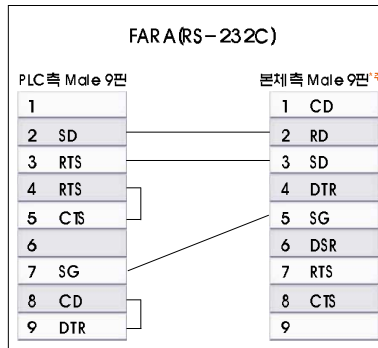 FARA(RS-232C)
PLC측 Male 9핀
본체측 Male 9핀
1
2 SD
3 RTS
4 RTS
5 CTS
6
7 SG
8 CD
9 DTR
1 CD
2 RD
3 SD
4 DTR
5 SG
6 DSR
7 RTS
8 CTS
9